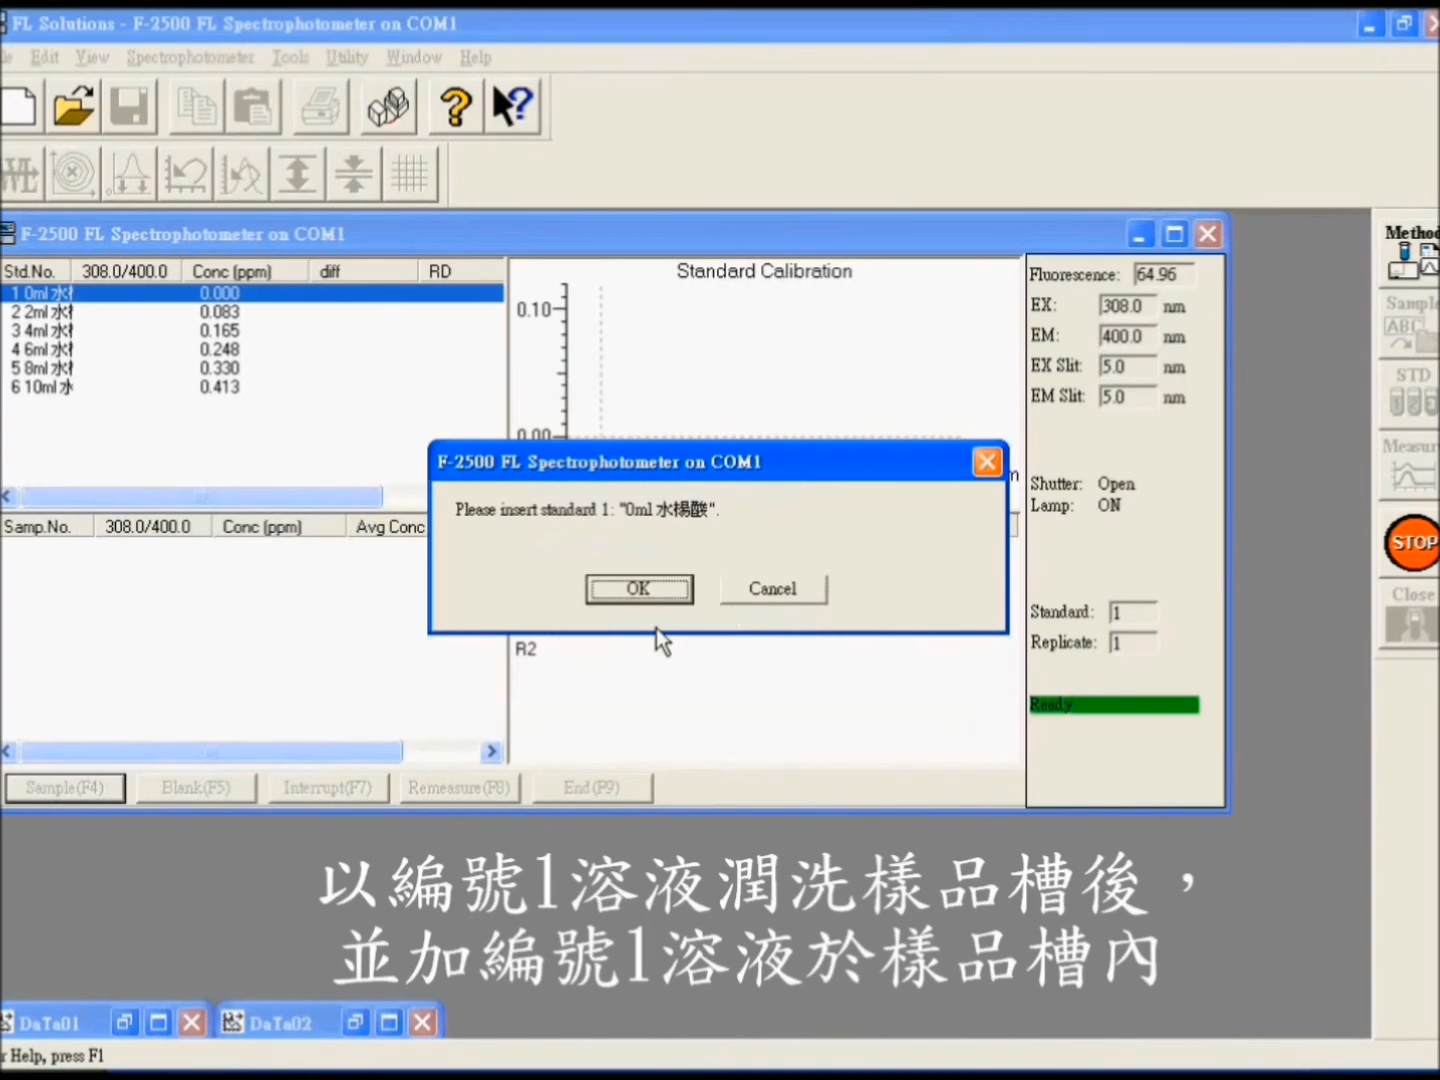 FL Solutions - F-2500 FL Spectrophotometer on COM1
Edit View Spectrophotometer Tools Utility Window Help
F-2500 FL Spectrophotometer on COM1
Std.No. 308.0/400.0 Conc (ppm) diff RD
1 0ml 水 0.000
2 2ml 水 0.083
3 4ml 水 0.165
4 6ml 水 0.248
5 8ml 水 0.330
6 10ml 水 0.413
Samp.No. 308.0/400.0 Conc (ppm) Avg Conc
Standard Calibration
0.10
0.00
R2
F-2500 FL Spectrophotometer on COM1
Please insert standard 1: "0ml 水楊酸".
OK Cancel
Fluorescence: 64.96
EX: 308.0 nm
EM: 400.0 nm
EX Slit: 5.0 nm
EM Slit: 5.0 nm
Shutter: Open
Lamp: ON
Standard: 1
Replicate: 1
Ready
Sample(F4) Blank(F5) Interrupt(F7) Remeasure(F8) End(F9)
Method
Sample
ABC
STD
Measur
STOP
Close
以編號1溶液潤洗樣品槽後，
並加編號1溶液於樣品槽內
DaTa01 DaTa02
r Help, press F1